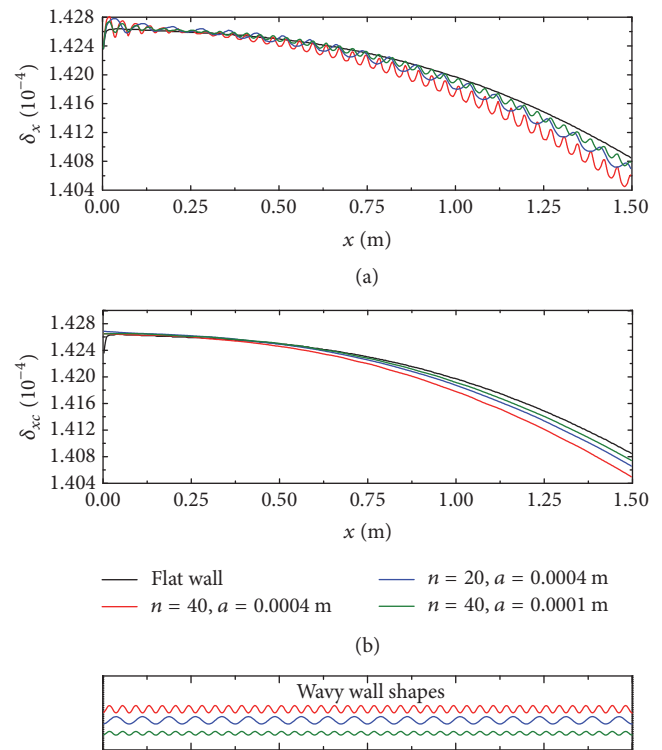 1.428
1.424
1.420
1.416
1.412
1.408
1.404
δx (10⁻⁴)
0.00 0.25 0.50 0.75 1.00 1.25 1.50
x (m)
(a)
1.428
1.424
1.420
1.416
1.412
1.408
1.404
δxc (10⁻⁴)
0.00 0.25 0.50 0.75 1.00 1.25 1.50
x (m)
Flat wall
n = 40, a = 0.0004 m
n = 20, a = 0.0004 m
n = 40, a = 0.0001 m
(b)
Wavy wall shapes